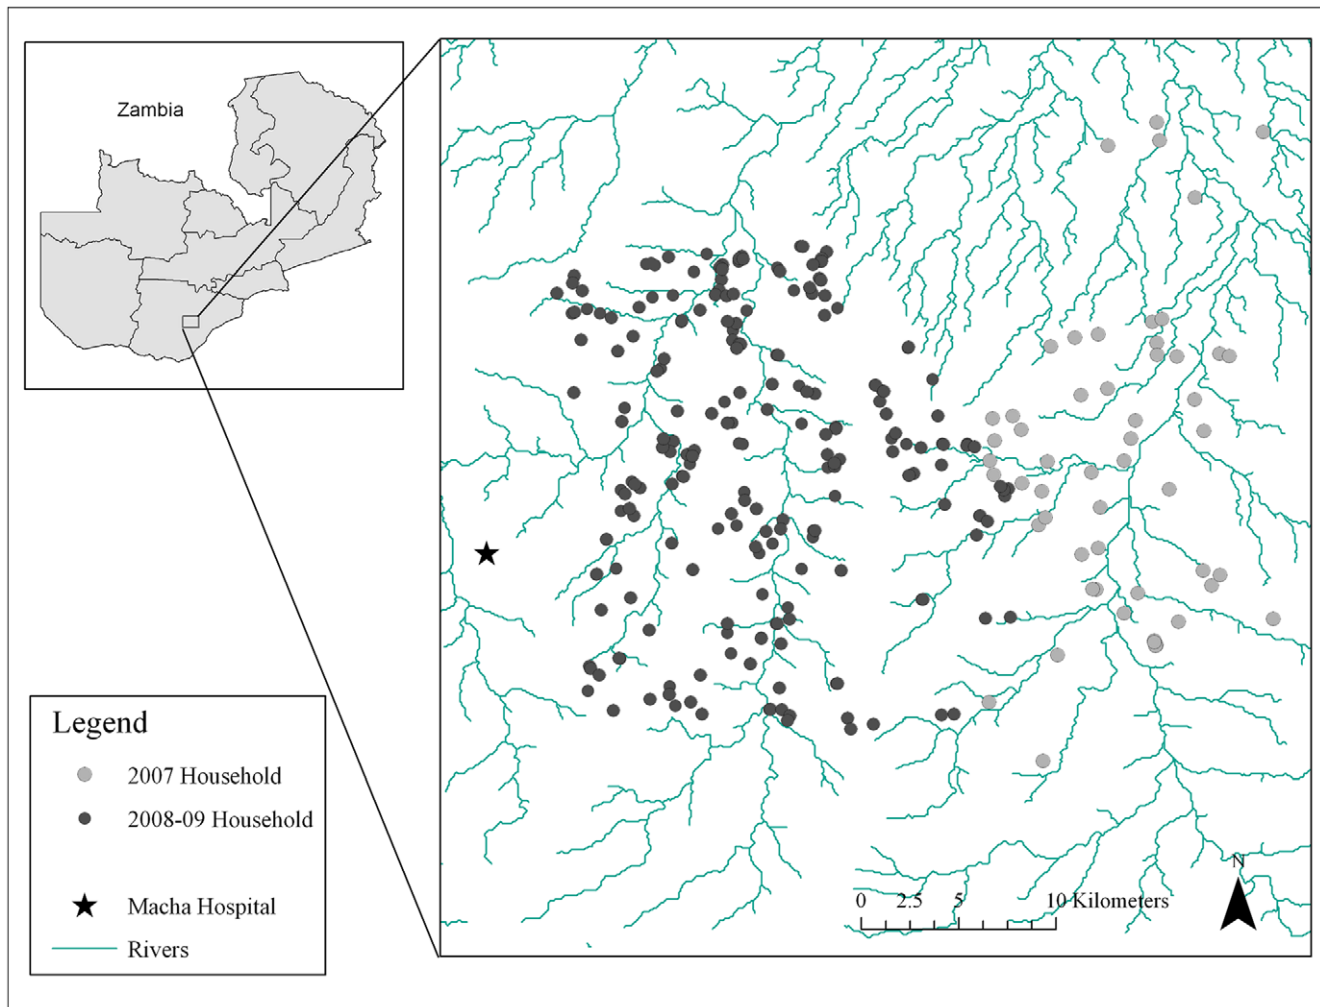 Zambia
Legend
2007 Household
2008-09 Household
Macha Hospital
Rivers
N
0 2.5 5 10 Kilometers